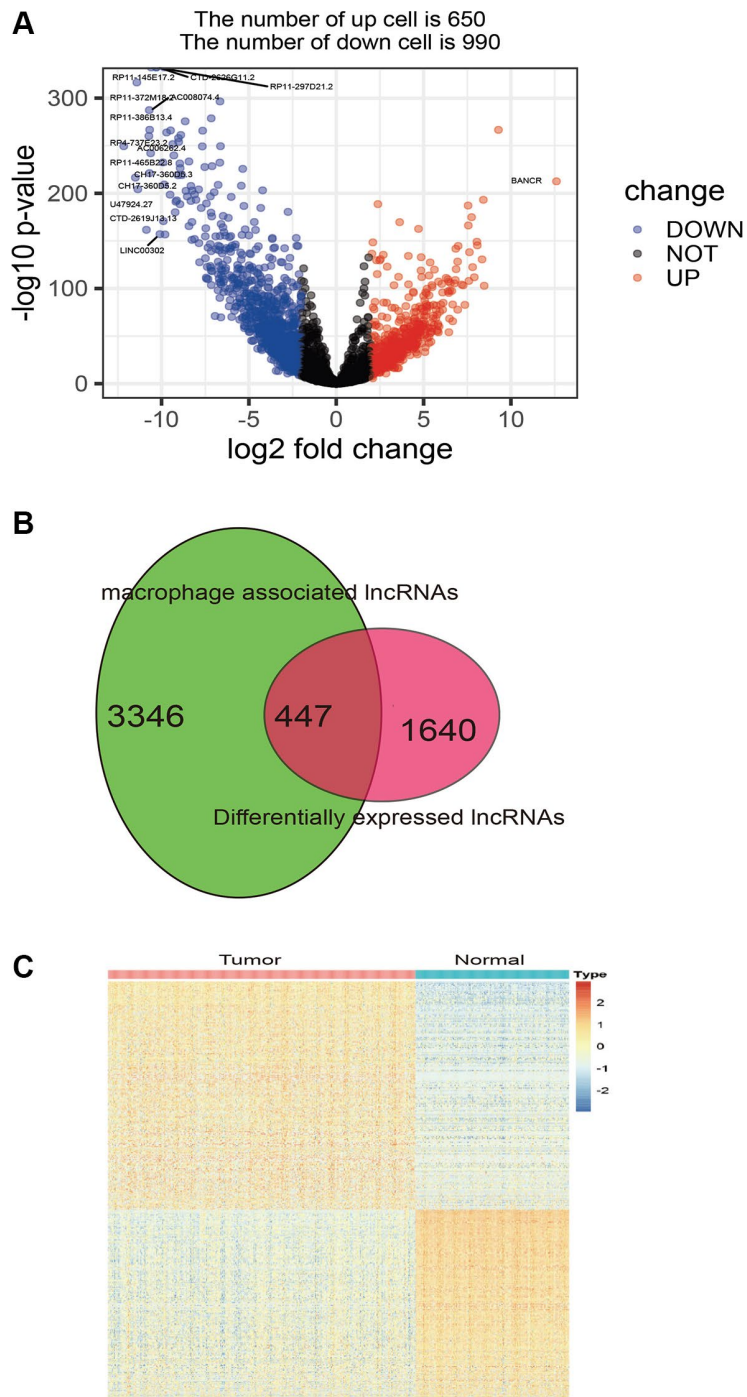 A
The number of up cell is 650
The number of down cell is 990
RP11-145E17.2
CTD-2626G11.2
RP11-297D21.2
RP11-372M18.2
AC008074.4
RP11-386B13.4
RP4-737E23.2
AC006262.4
RP11-465B22.8
CH17-360D5.3
CH17-360D5.2
U47924.27
CTD-2619J13.13
LINC00302
BANCR
300
200
100
0
-10
-5
0
5
10
-log10 p-value
log2 fold change
change
DOWN
NOT
UP
B
macrophage associated lncRNAs
3346
447
1640
Differentially expressed lncRNAs
C
Tumor
Normal
Type
2
1
0
-1
-2